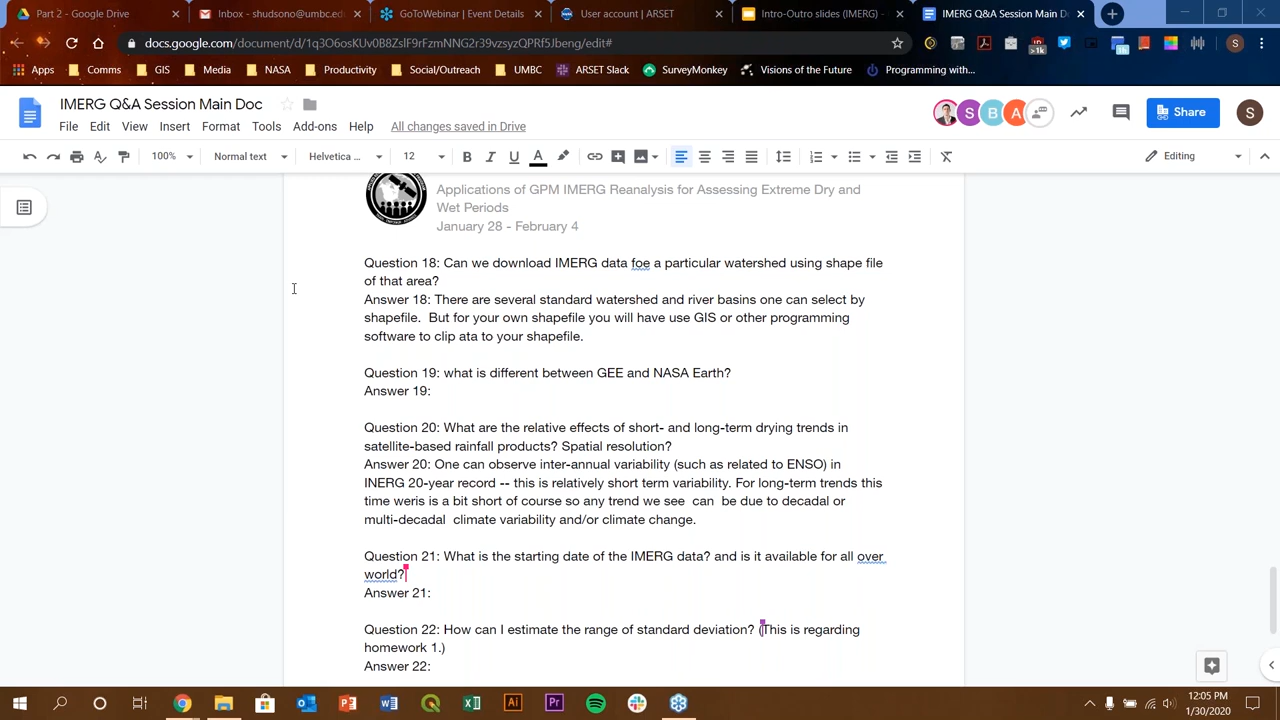 Part 2 - Google Drive
Inbox - shudsono@umbc.ed
GoToWebinar | Event Details
User account | ARSET
Intro-Outro slides (IMERG) -
IMERG Q&A Session Main D
docs.google.com/document/d/1q3O6osKUv0B8ZslF9rFzmNNG2r39vzsyzQPRf5Jbeng/edit#
>1k
1k
S
Apps
Comms
GIS
Media
NASA
Productivity
Social/Outreach
UMBC
ARSET Slack
SurveyMonkey
Visions of the Future
Programming with...
IMERG Q&A Session Main Doc
S B A
Share
S
File Edit View Insert Format Tools Add-ons Help All changes saved in Drive
100% Normal text Helvetica ... 12 B I U A Editing
Applications of GPM IMERG Reanalysis for Assessing Extreme Dry and
Wet Periods
January 28 - February 4
Question 18: Can we download IMERG data foe a particular watershed using shape file
of that area?
Answer 18: There are several standard watershed and river basins one can select by
shapefile.  But for your own shapefile you will have use GIS or other programming
software to clip ata to your shapefile.
Question 19: what is different between GEE and NASA Earth?
Answer 19:
Question 20: What are the relative effects of short- and long-term drying trends in
satellite-based rainfall products? Spatial resolution?
Answer 20: One can observe inter-annual variability (such as related to ENSO) in
INERG 20-year record -- this is relatively short term variability. For long-term trends this
time weris is a bit short of course so any trend we see  can  be due to decadal or
multi-decadal  climate variability and/or climate change.
Question 21: What is the starting date of the IMERG data? and is it available for all over
world?
Answer 21:
Question 22: How can I estimate the range of standard deviation? (This is regarding
homework 1.)
Answer 22:
12:05 PM
1/30/2020